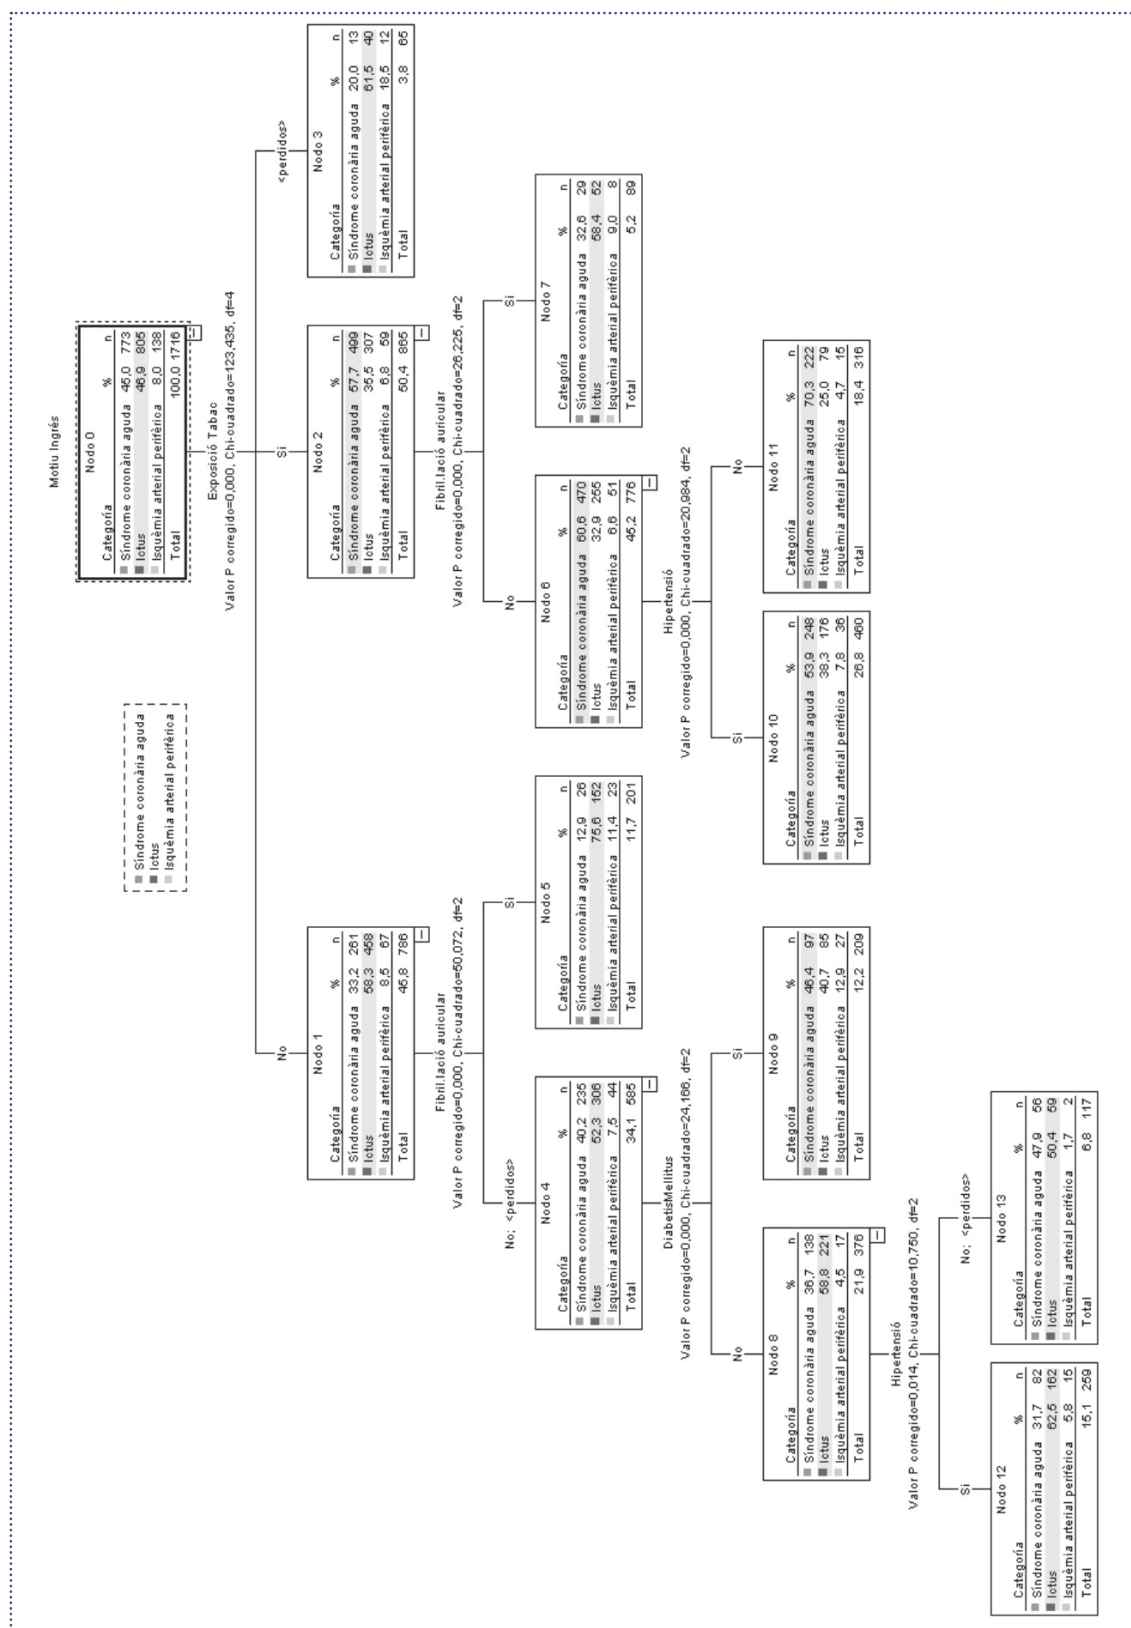 Motiu Ingrés
Nodo 0
Categoría % n
Síndrome coronària aguda 45,0 773
Ictus 46,9 805
Isquèmia arterial perifèrica 8,0 138
Total 100,0 1716
Síndrome coronària aguda
Ictus
Isquèmia arterial perifèrica
Exposició Tabac
Valor P corregido=0,000, Chi-cuadrado=123,435, df=4
No
Si
<perdidos>
Nodo 1
Categoría % n
Síndrome coronària aguda 33,2 261
Ictus 58,3 458
Isquèmia arterial perifèrica 8,5 67
Total 45,8 786
Nodo 2
Categoría % n
Síndrome coronària aguda 57,7 499
Ictus 35,5 307
Isquèmia arterial perifèrica 6,8 59
Total 50,4 865
Nodo 3
Categoría % n
Síndrome coronària aguda 20,0 13
Ictus 61,5 40
Isquèmia arterial perifèrica 18,5 12
Total 3,8 65
Fibril.lació auricular
Valor P corregido=0,000, Chi-cuadrado=50,072, df=2
Fibril.lació auricular
Valor P corregido=0,000, Chi-cuadrado=26,225, df=2
No; <perdidos>
Si
No
Si
Nodo 4
Categoría % n
Síndrome coronària aguda 40,2 235
Ictus 52,3 306
Isquèmia arterial perifèrica 7,5 44
Total 34,1 585
Nodo 5
Categoría % n
Síndrome coronària aguda 12,9 26
Ictus 75,6 152
Isquèmia arterial perifèrica 11,4 23
Total 11,7 201
Nodo 6
Categoría % n
Síndrome coronària aguda 60,6 470
Ictus 32,9 255
Isquèmia arterial perifèrica 6,6 51
Total 45,2 776
Nodo 7
Categoría % n
Síndrome coronària aguda 32,6 29
Ictus 58,4 52
Isquèmia arterial perifèrica 9,0 8
Total 5,2 89
DiabetisMellitus
Valor P corregido=0,000, Chi-cuadrado=24,166, df=2
Hipertensió
Valor P corregido=0,000, Chi-cuadrado=20,984, df=2
No
Si
Si
No
Nodo 8
Categoría % n
Síndrome coronària aguda 36,7 138
Ictus 58,8 221
Isquèmia arterial perifèrica 4,5 17
Total 21,9 376
Nodo 9
Categoría % n
Síndrome coronària aguda 46,4 97
Ictus 40,7 85
Isquèmia arterial perifèrica 12,9 27
Total 12,2 209
Nodo 10
Categoría % n
Síndrome coronària aguda 53,9 248
Ictus 38,3 176
Isquèmia arterial perifèrica 7,8 36
Total 26,8 460
Nodo 11
Categoría % n
Síndrome coronària aguda 70,3 222
Ictus 25,0 79
Isquèmia arterial perifèrica 4,7 15
Total 18,4 316
Hipertensió
Valor P corregido=0,014, Chi-cuadrado=10,750, df=2
Si
No; <perdidos>
Nodo 12
Categoría % n
Síndrome coronària aguda 31,7 82
Ictus 62,5 162
Isquèmia arterial perifèrica 5,8 15
Total 15,1 259
Nodo 13
Categoría % n
Síndrome coronària aguda 47,9 56
Ictus 50,4 59
Isquèmia arterial perifèrica 1,7 2
Total 6,8 117